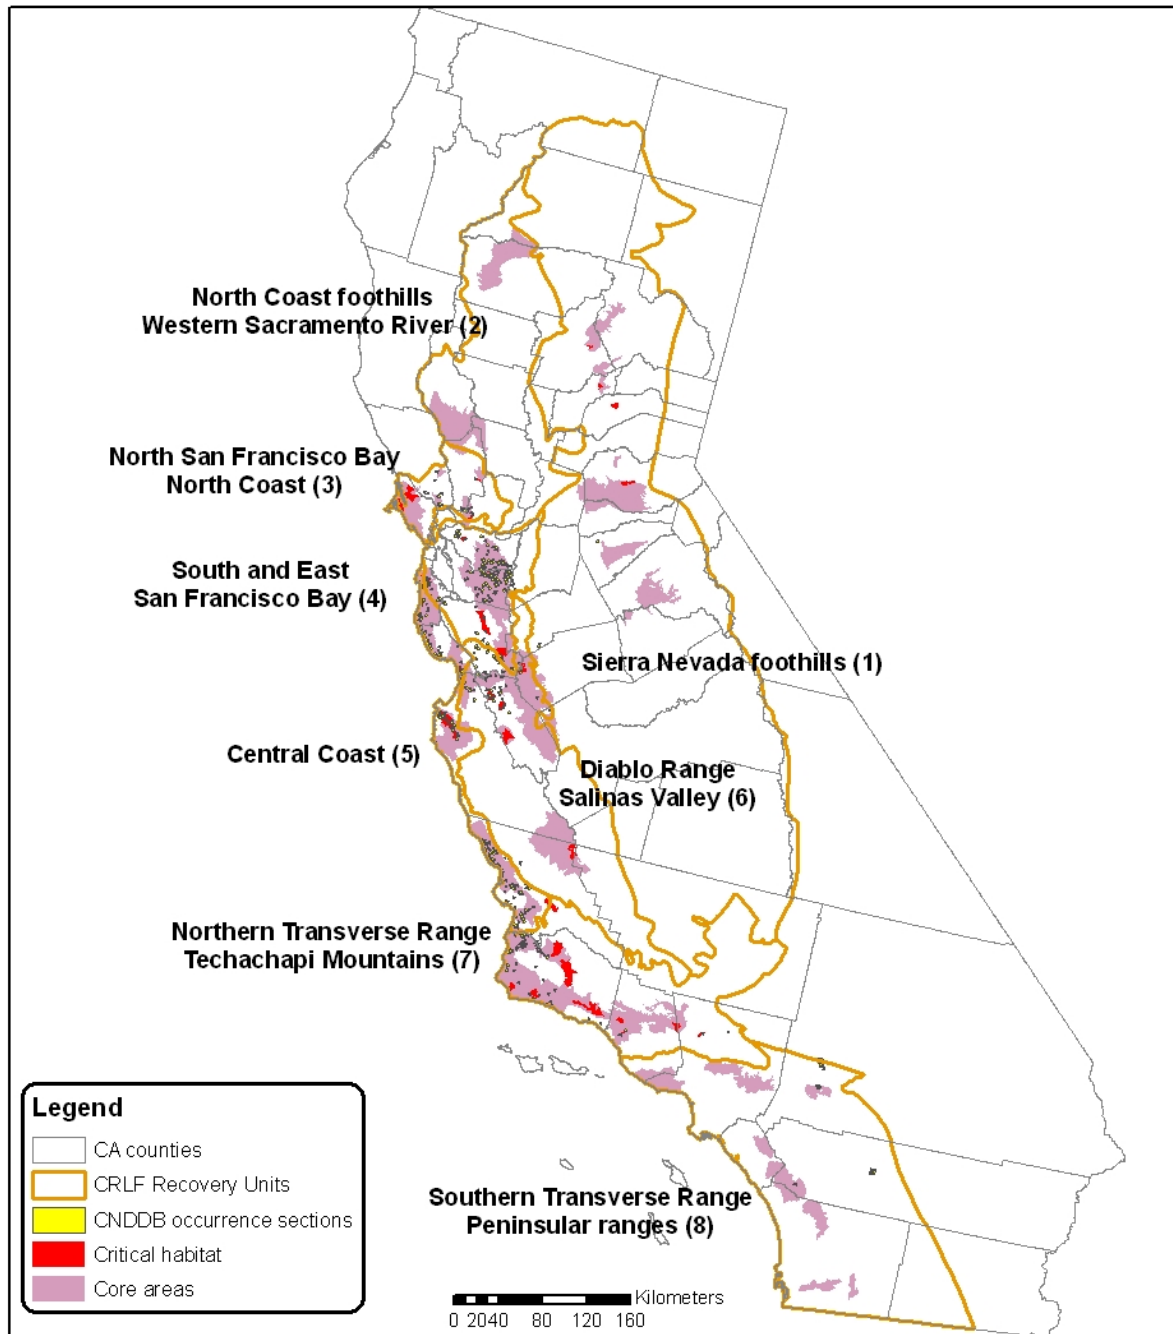 North Coast foothills
Western Sacramento River (2)
North San Francisco Bay
North Coast (3)
South and East
San Francisco Bay (4)
Sierra Nevada foothills (1)
Central Coast (5)
Diablo Range
Salinas Valley (6)
Northern Transverse Range
Techachapi Mountains (7)
Southern Transverse Range
Peninsular ranges (8)
Legend
CA counties
CRLF Recovery Units
CNDDB occurrence sections
Critical habitat
Core areas
Kilometers
0 20 40 80 120 160